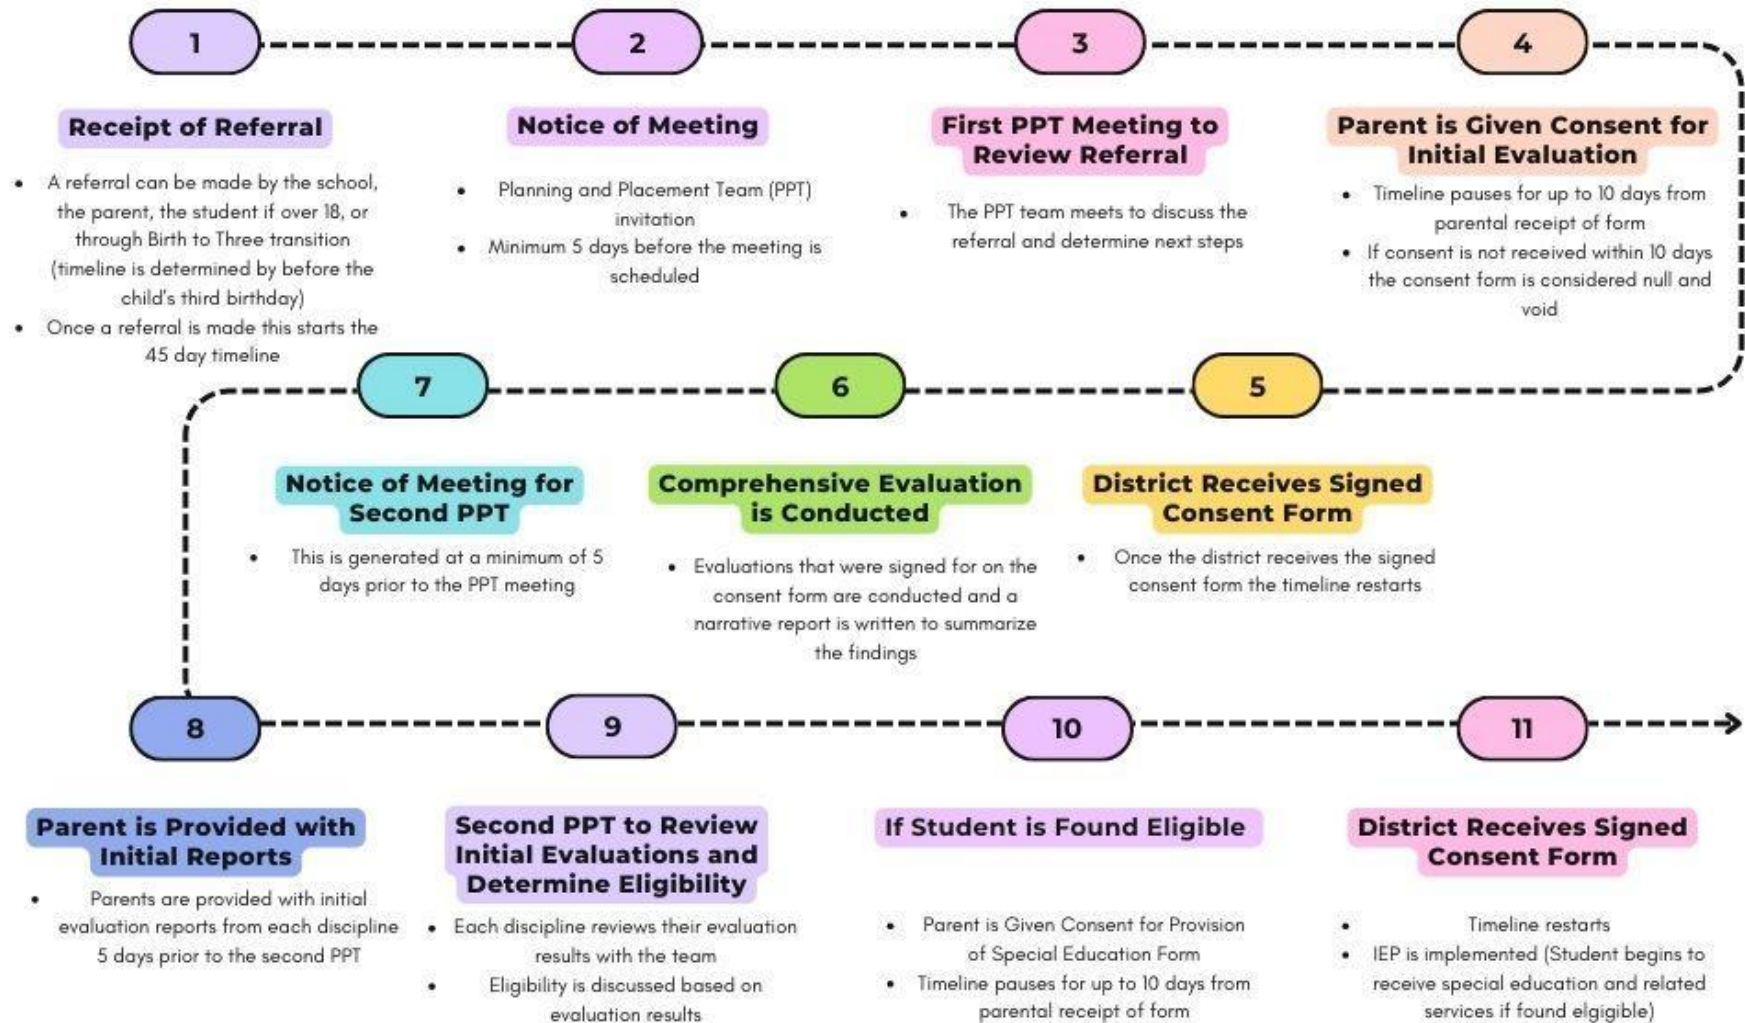 1
Receipt of Referral
• A referral can be made by the school,
the parent, the student if over 18, or
through Birth to Three transition
(timeline is determined by before the
child's third birthday)
• Once a referral is made this starts the
45 day timeline
2
Notice of Meeting
• Planning and Placement Team (PPT)
invitation
• Minimum 5 days before the meeting is
scheduled
3
First PPT Meeting to
Review Referral
• The PPT team meets to discuss the
referral and determine next steps
4
Parent is Given Consent for
Initial Evaluation
• Timeline pauses for up to 10 days from
parental receipt of form
• If consent is not received within 10 days
the consent form is considered null and
void
5
District Receives Signed
Consent Form
• Once the district receives the signed
consent form the timeline restarts
6
Comprehensive Evaluation
is Conducted
• Evaluations that were signed for on the
consent form are conducted and a
narrative report is written to summarize
the findings
7
Notice of Meeting for
Second PPT
• This is generated at a minimum of 5
days prior to the PPT meeting
8
Parent is Provided with
Initial Reports
• Parents are provided with initial
evaluation reports from each discipline
5 days prior to the second PPT
9
Second PPT to Review
Initial Evaluations and
Determine Eligibility
• Each discipline reviews their evaluation
results with the team
• Eligibility is discussed based on
evaluation results
10
If Student is Found Eligible
• Parent is Given Consent for Provision
of Special Education Form
• Timeline pauses for up to 10 days from
parental receipt of form
11
District Receives Signed
Consent Form
• Timeline restarts
• IEP is implemented (Student begins to
receive special education and related
services if found elgigible)